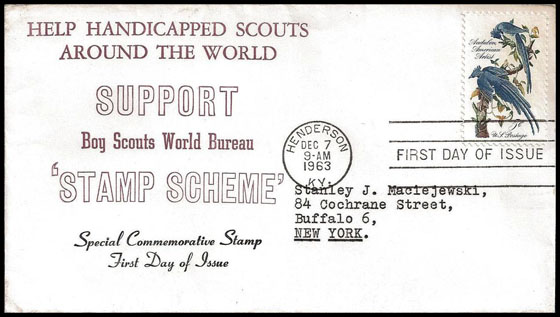 HELP HANDICAPPED SCOUTS
AROUND THE WORLD
SUPPORT
Boy Scouts World Bureau
'STAMP SCHEME'
Special Commemorative Stamp
First Day of Issue
HENDERSON
DEC 7
9-AM
1963
KY.
Audubon
American
Artist
U.S. Postage
FIRST DAY OF ISSUE
Stanley J. Maciejewski,
84 Cochrane Street,
Buffalo 6,
NEW YORK.